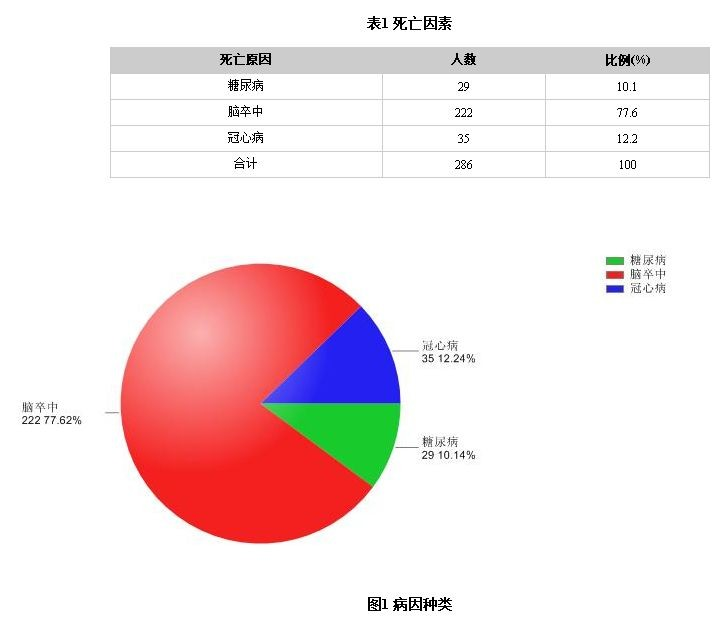 表1 死亡因素
死亡原因 人数 比例(%)
糖尿病 29 10.1
脑卒中 222 77.6
冠心病 35 12.2
合计 286 100
糖尿病
脑卒中
冠心病
冠心病
35 12.24%
脑卒中
222 77.62%
糖尿病
29 10.14%
图1 病因种类